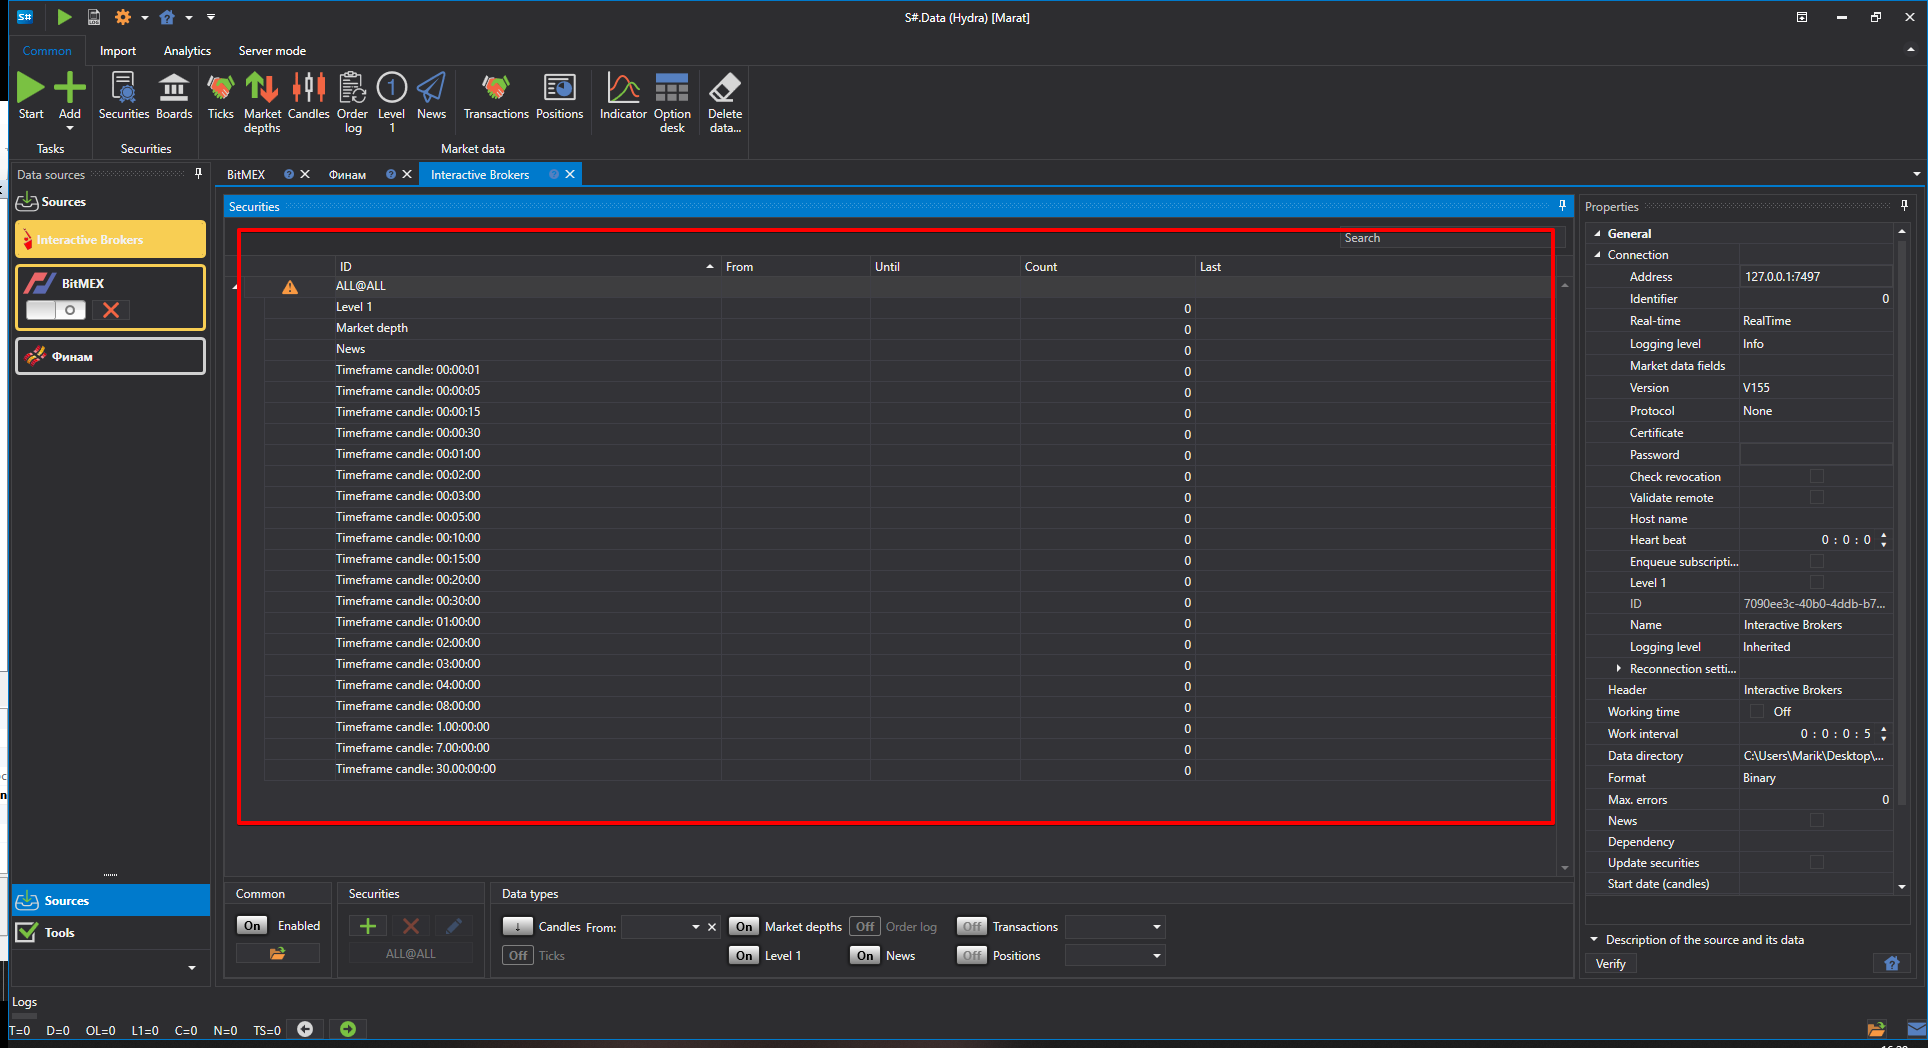 S#
S#.Data (Hydra) [Marat]
Common Import Analytics Server mode
Start Add Securities Boards Ticks Market depths Candles Order log Level 1 News Transactions Positions Indicator Option desk Delete data...
Tasks Securities Market data
Data sources
Sources
Interactive Brokers
BitMEX
Финам
BitMEX Финам Interactive Brokers
Securities
Search
ID From Until Count Last
ALL@ALL
Level 1 0
Market depth 0
News 0
Timeframe candle: 00:00:01 0
Timeframe candle: 00:00:05 0
Timeframe candle: 00:00:15 0
Timeframe candle: 00:00:30 0
Timeframe candle: 00:01:00 0
Timeframe candle: 00:02:00 0
Timeframe candle: 00:03:00 0
Timeframe candle: 00:05:00 0
Timeframe candle: 00:10:00 0
Timeframe candle: 00:15:00 0
Timeframe candle: 00:20:00 0
Timeframe candle: 00:30:00 0
Timeframe candle: 01:00:00 0
Timeframe candle: 02:00:00 0
Timeframe candle: 03:00:00 0
Timeframe candle: 04:00:00 0
Timeframe candle: 08:00:00 0
Timeframe candle: 1.00:00:00 0
Timeframe candle: 7.00:00:00 0
Timeframe candle: 30.00:00:00 0
Properties
General
Connection
Address 127.0.0.1:7497
Identifier 0
Real-time RealTime
Logging level Info
Market data fields
Version V155
Protocol None
Certificate
Password
Check revocation
Validate remote
Host name
Heart beat 0 : 0 : 0
Enqueue subscripti...
Level 1
ID 7090ee3c-40b0-4ddb-b7...
Name Interactive Brokers
Logging level Inherited
Reconnection setti...
Header Interactive Brokers
Working time Off
Work interval 0 : 0 : 0 : 5
Data directory C:\Users\Marik\Desktop\...
Format Binary
Max. errors 0
News
Dependency
Update securities
Start date (candles)
Description of the source and its data
Verify
Sources
Tools
Common Securities Data types
On Enabled ↓ Candles From: On Market depths Off Order log Off Transactions
ALL@ALL Off Ticks On Level 1 On News Off Positions
Logs
T=0 D=0 OL=0 L1=0 C=0 N=0 TS=0